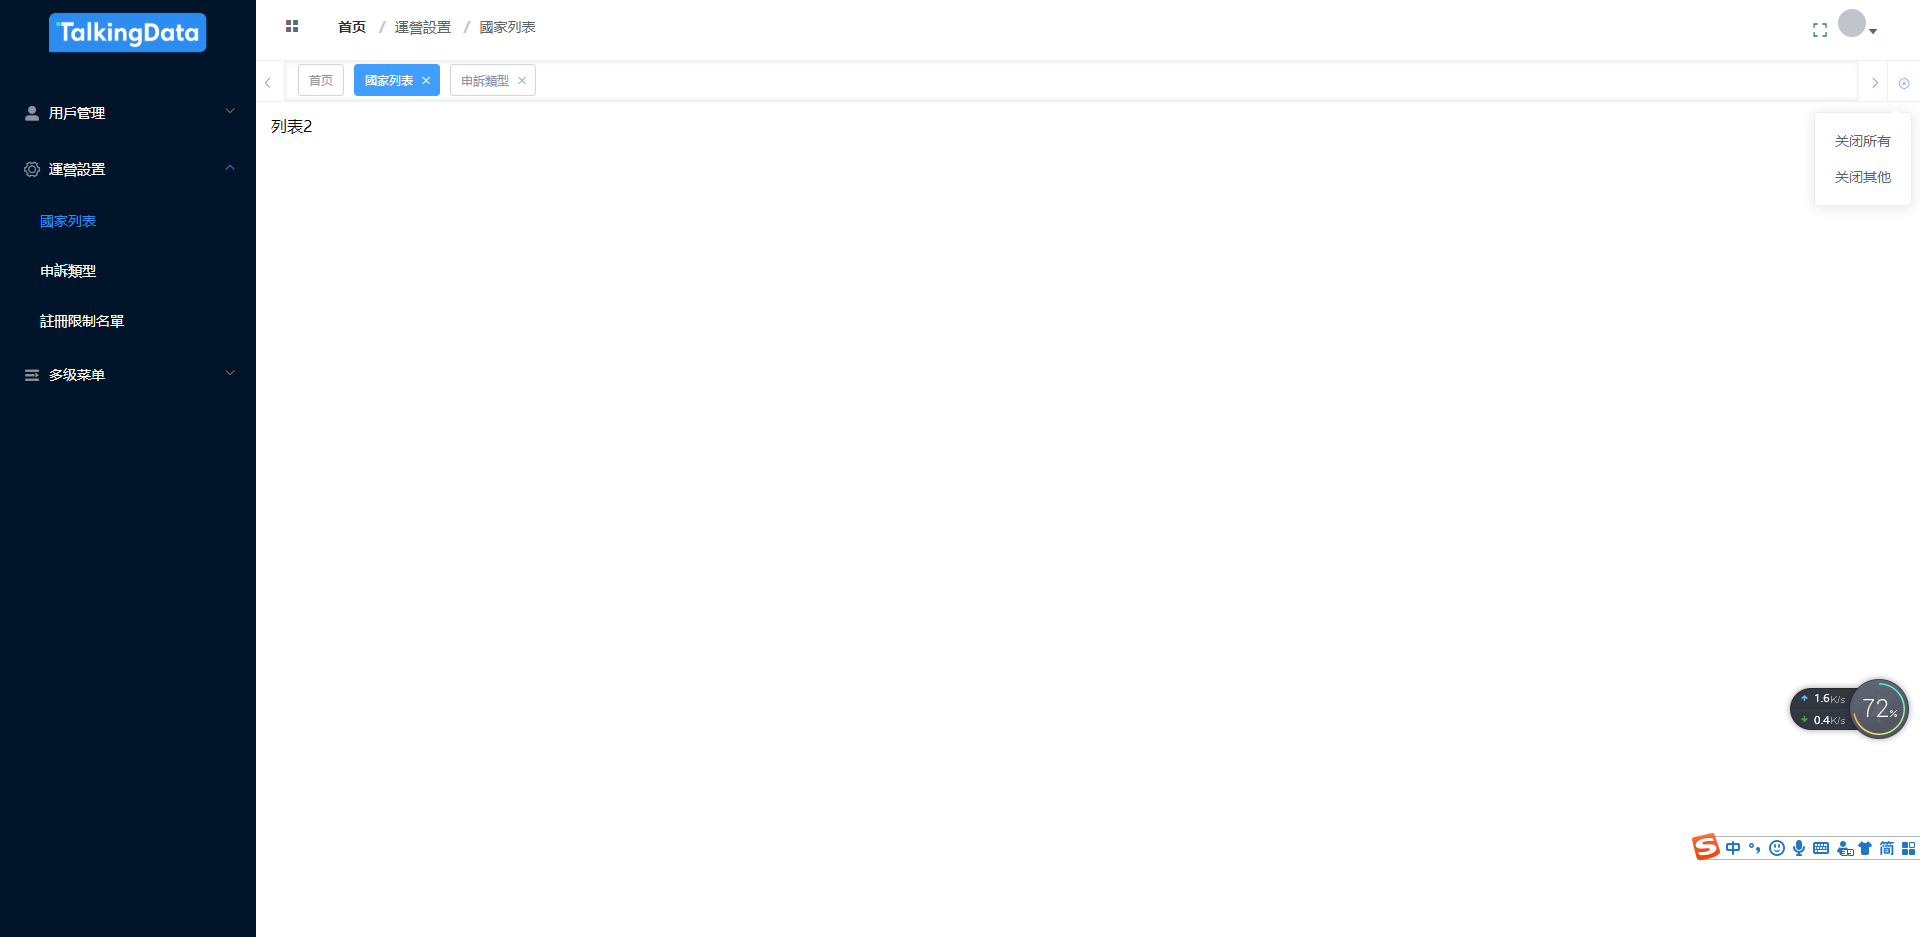 TalkingData
用戶管理
運營設置
國家列表
申訴類型
註冊限制名單
多级菜单
首页 / 運營設置 / 國家列表
首页 國家列表 申訴類型
列表2
关闭所有
关闭其他
1.6K/s
0.4K/s
72%
S 中 简